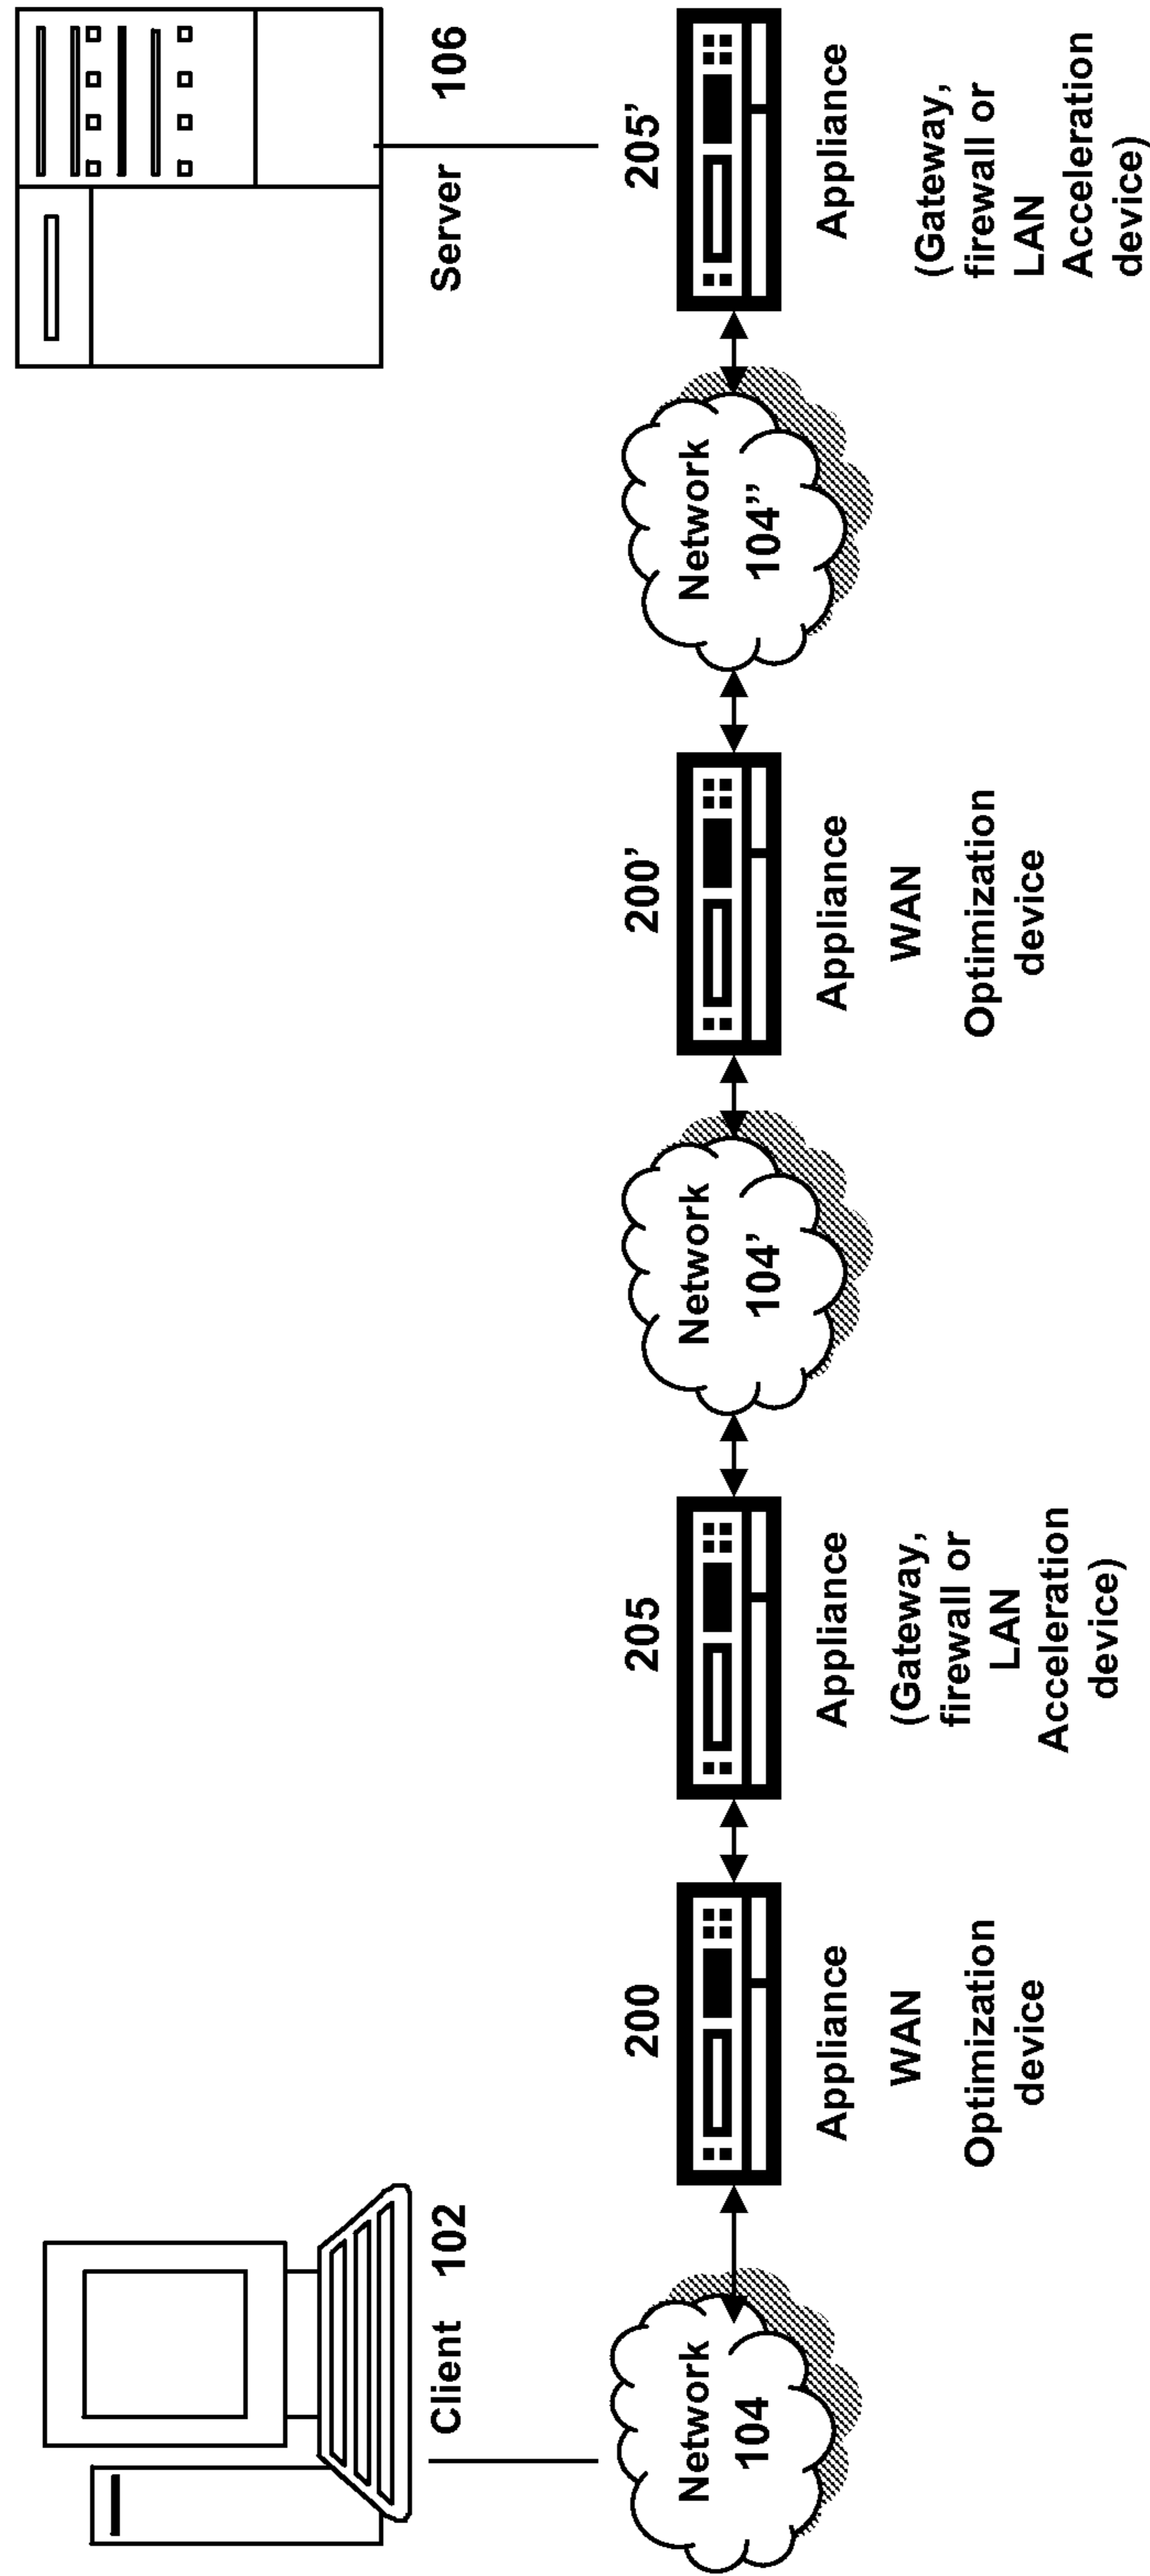 Client 102
Server 106
Network
104
200
Appliance
WAN
Optimization
device
205
Appliance
(Gateway,
firewall or
LAN
Acceleration
device)
Network
104’
200’
Appliance
WAN
Optimization
device
Network
104”
205’
Appliance
(Gateway,
firewall or
LAN
Acceleration
device)